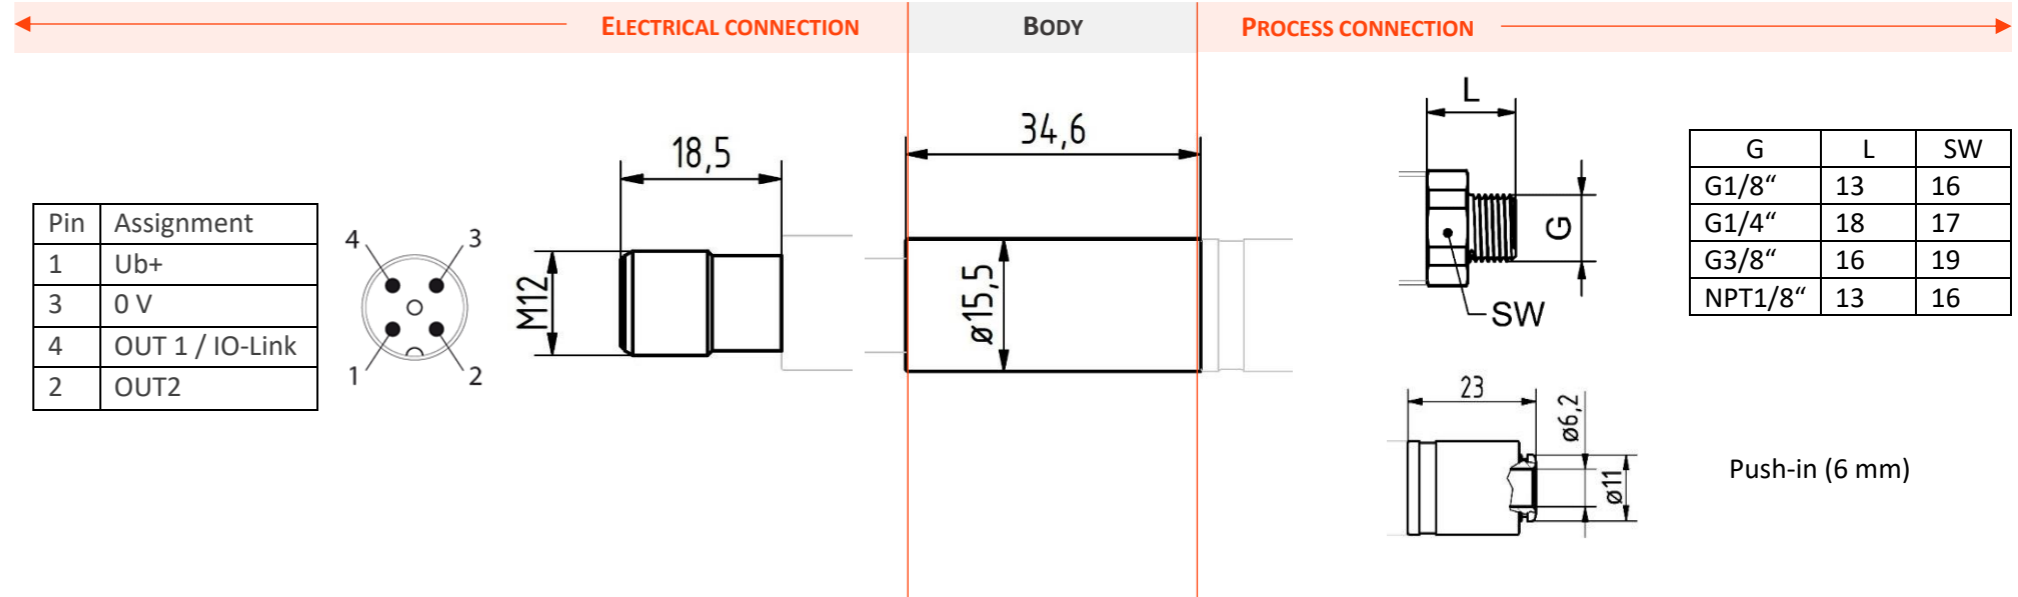 ELECTRICAL CONNECTION
BODY
PROCESS CONNECTION
Pin Assignment
1 Ub+
3 0 V
4 OUT 1 / IO-Link
2 OUT2
4 3
1 2
18,5
M12
34,6
ø15,5
L
G
SW
G L SW
G1/8“ 13 16
G1/4“ 18 17
G3/8“ 16 19
NPT1/8“ 13 16
23
ø6,2
ø11
Push-in (6 mm)